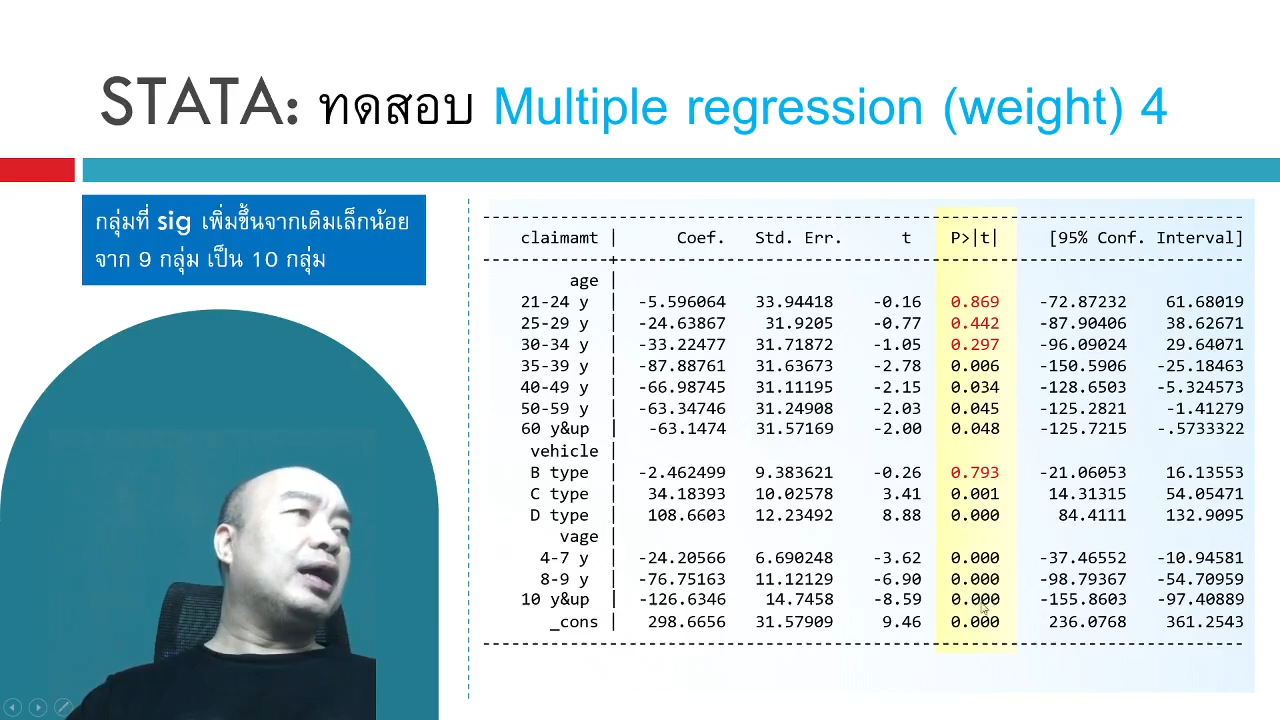 STATA: ทดสอบ Multiple regression (weight) 4
กลุ่มที่ sig เพิ่มขึ้นจากเดิมเล็กน้อย
จาก 9 กลุ่ม เป็น 10 กลุ่ม
claimamt | Coef. Std. Err. t P>|t| [95% Conf. Interval]
age |
21-24 y | -5.596064 33.94418 -0.16 0.869 -72.87232 61.68019
25-29 y | -24.63867 31.9205 -0.77 0.442 -87.90406 38.62671
30-34 y | -33.22477 31.71872 -1.05 0.297 -96.09024 29.64071
35-39 y | -87.88761 31.63673 -2.78 0.006 -150.5906 -25.18463
40-49 y | -66.98745 31.11195 -2.15 0.034 -128.6503 -5.324573
50-59 y | -63.34746 31.24908 -2.03 0.045 -125.2821 -1.41279
60 y&up | -63.1474 31.57169 -2.00 0.048 -125.7215 -.5733322
vehicle |
B type | -2.462499 9.383621 -0.26 0.793 -21.06053 16.13553
C type | 34.18393 10.02578 3.41 0.001 14.31315 54.05471
D type | 108.6603 12.23492 8.88 0.000 84.4111 132.9095
vage |
4-7 y | -24.20566 6.690248 -3.62 0.000 -37.46552 -10.94581
8-9 y | -76.75163 11.12129 -6.90 0.000 -98.79367 -54.70959
10 y&up | -126.6346 14.7458 -8.59 0.000 -155.8603 -97.40889
_cons | 298.6656 31.57909 9.46 0.000 236.0768 361.2543